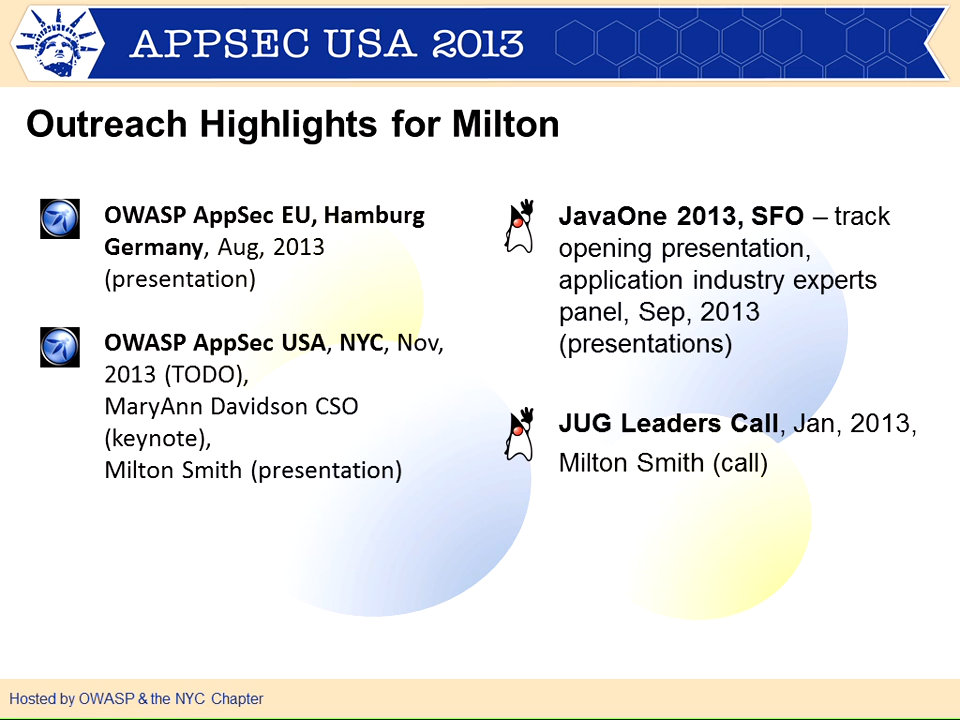 APPSEC USA 2013
Outreach Highlights for Milton
OWASP AppSec EU, Hamburg
Germany, Aug, 2013
(presentation)
OWASP AppSec USA, NYC, Nov,
2013 (TODO),
MaryAnn Davidson CSO
(keynote),
Milton Smith (presentation)
JavaOne 2013, SFO – track
opening presentation,
application industry experts
panel, Sep, 2013
(presentations)
JUG Leaders Call, Jan, 2013,
Milton Smith (call)
Hosted by OWASP & the NYC Chapter